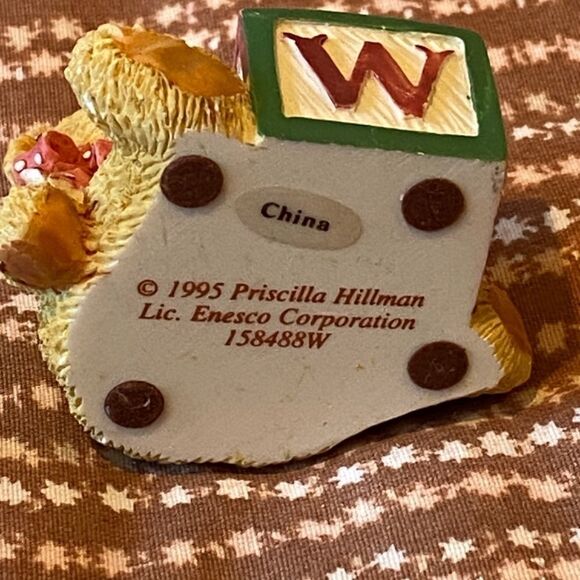 W
China
© 1995 Priscilla Hillman
Lic. Enesco Corporation
158488W